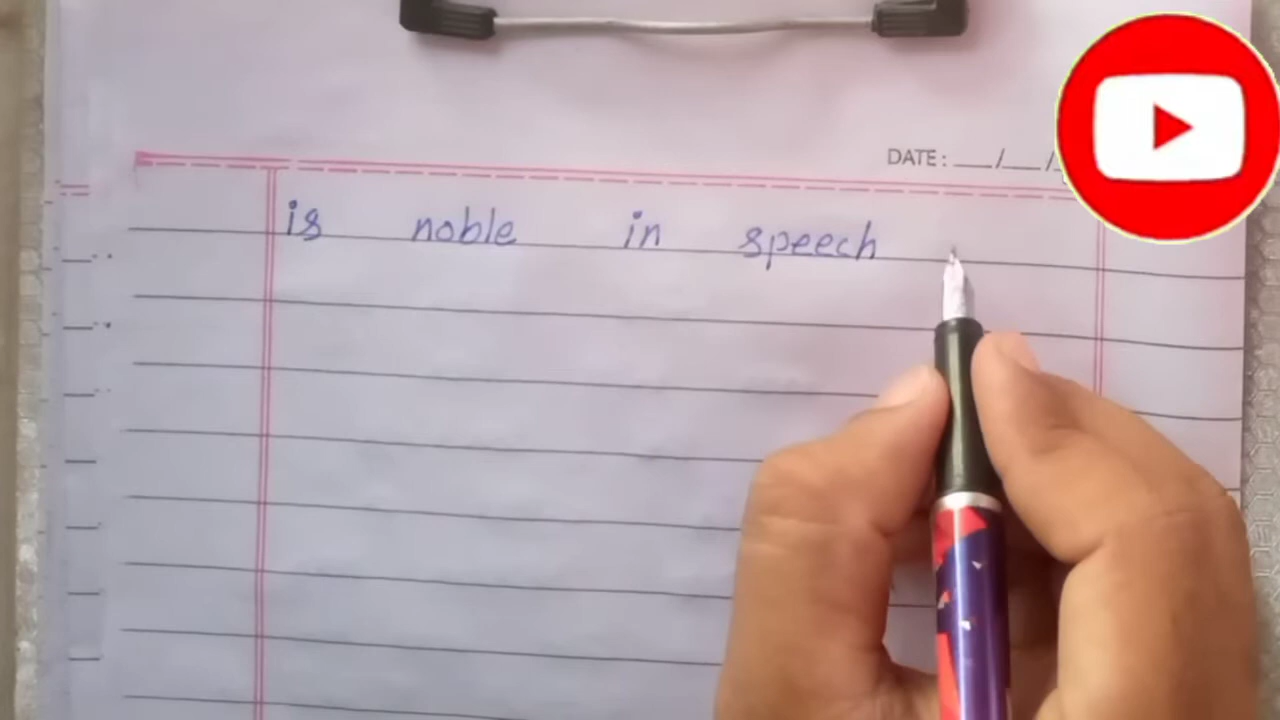 DATE: __/__/
is noble in speech